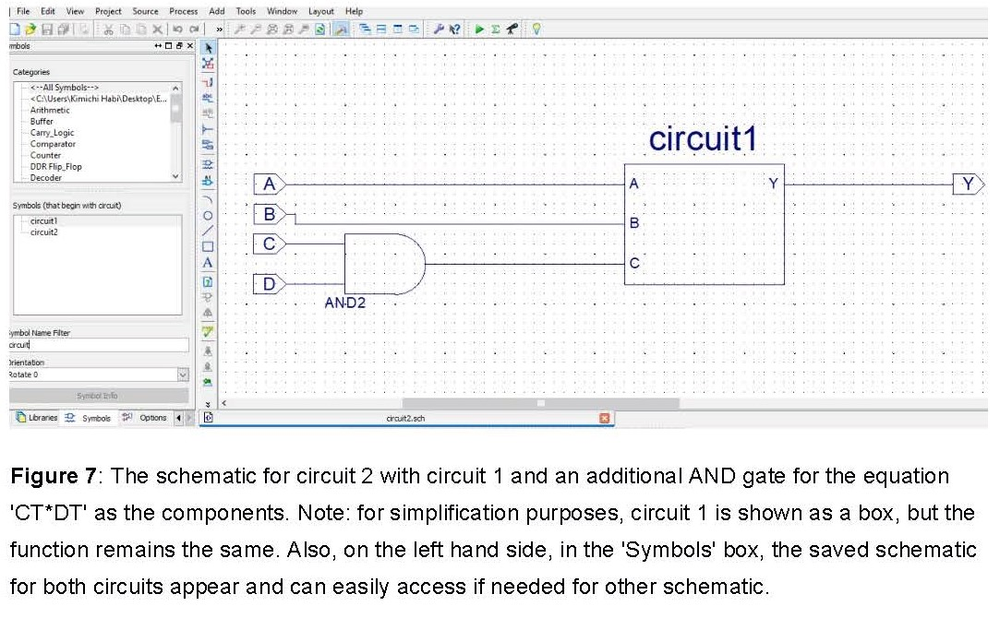 File Edit View Project Source Process Add Tools Window Layout Help
mbols
Categories
<--All Symbols-->
<C:\Users\Kimichi Habi\Desktop\E...
Arithmetic
Buffer
Carry_Logic
Comparator
Counter
DDR Flip_Flop
Decoder
Symbols (that begin with circuit)
circuit1
circuit2
ymbol Name Filter
circuit
Orientation
Rotate 0
Symbol Info
Libraries Symbols Options
circuit2.sch
circuit1
A A Y Y
B B
C C
D
AND2
Figure 7: The schematic for circuit 2 with circuit 1 and an additional AND gate for the equation
'CT*DT' as the components. Note: for simplification purposes, circuit 1 is shown as a box, but the
function remains the same. Also, on the left hand side, in the 'Symbols' box, the saved schematic
for both circuits appear and can easily access if needed for other schematic.